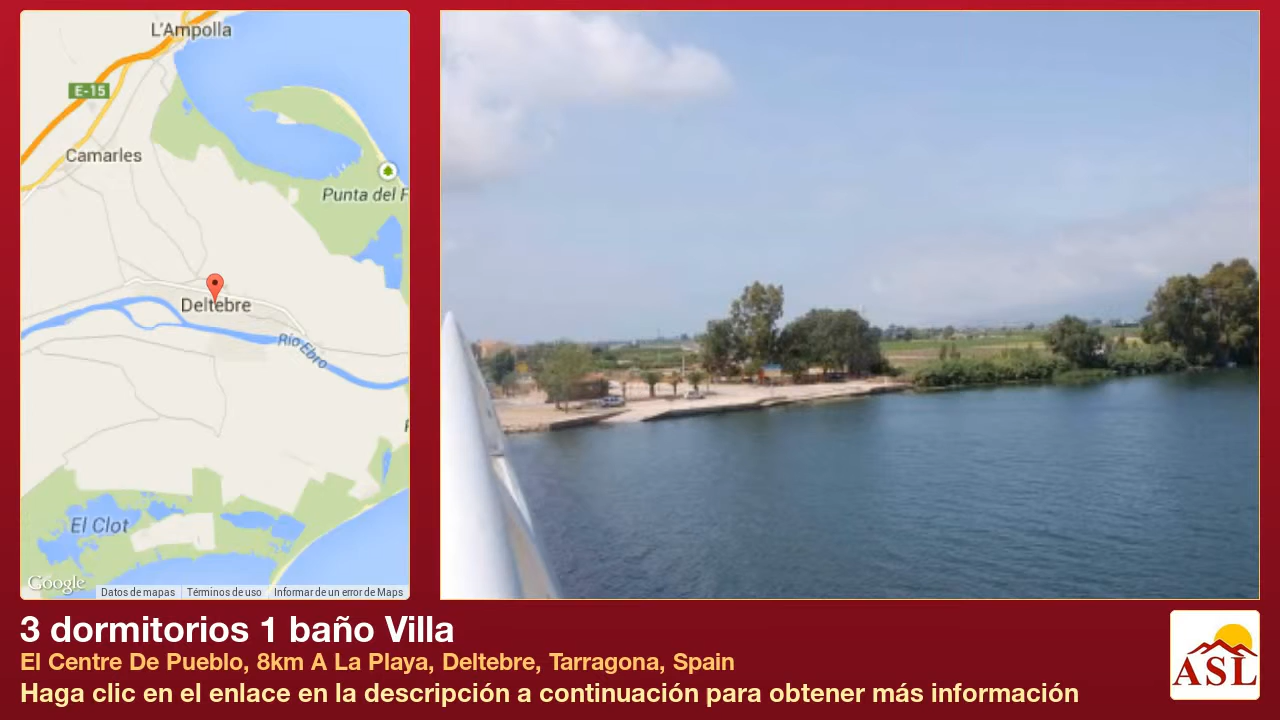 L'Ampolla
E-15
Camarles
Punta del F
Deltebre
Río Ebro
El Clot
Google
Datos de mapas Términos de uso Informar de un error de Maps
3 dormitorios 1 baño Villa
El Centre De Pueblo, 8km A La Playa, Deltebre, Tarragona, Spain
Haga clic en el enlace en la descripción a continuación para obtener más información
ASL